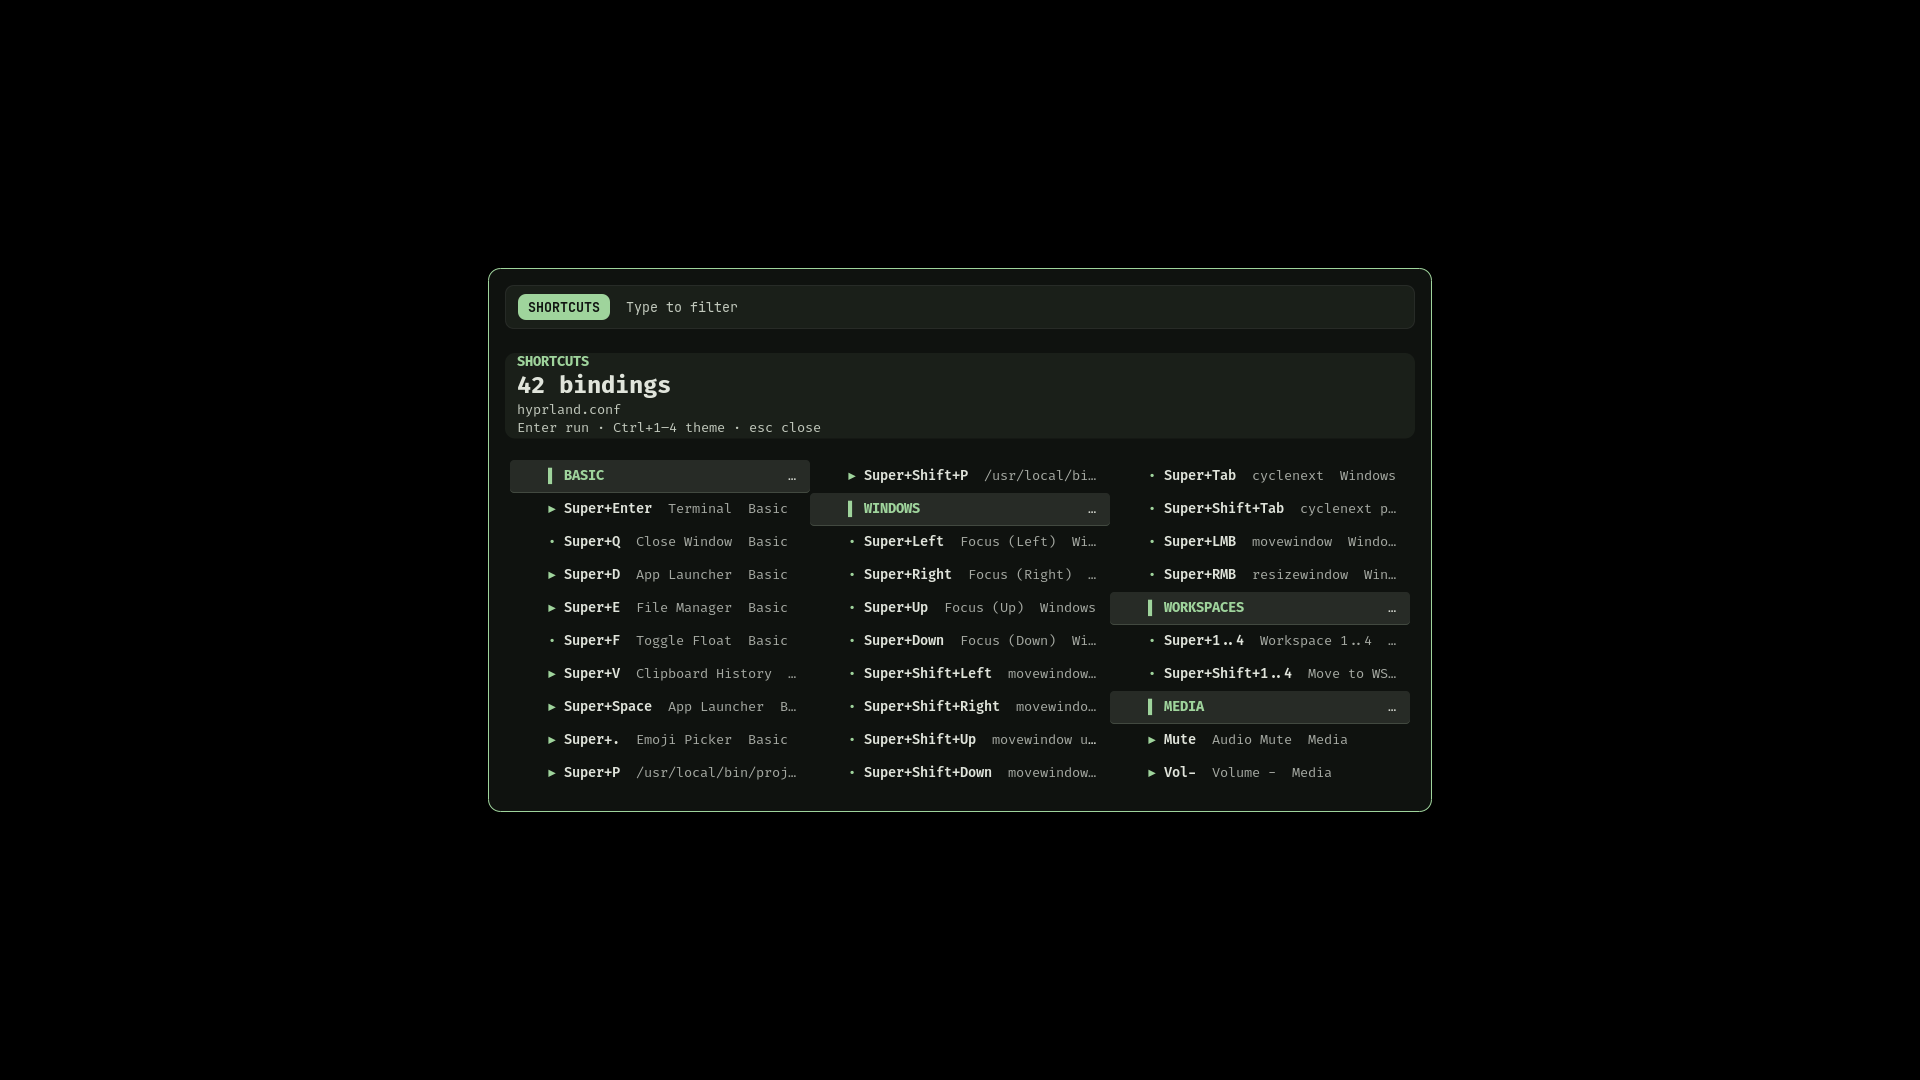 SHORTCUTS Type to filter
SHORTCUTS
42 bindings
hyprland.conf
Enter run · Ctrl+1—4 theme · esc close
▌ BASIC …
▶ Super+Enter Terminal Basic
• Super+Q Close Window Basic
▶ Super+D App Launcher Basic
▶ Super+E File Manager Basic
• Super+F Toggle Float Basic
▶ Super+V Clipboard History …
▶ Super+Space App Launcher B…
▶ Super+. Emoji Picker Basic
▶ Super+P /usr/local/bin/proj…
▶ Super+Shift+P /usr/local/bi…
▌ WINDOWS …
• Super+Left Focus (Left) Wi…
• Super+Right Focus (Right) …
• Super+Up Focus (Up) Windows
• Super+Down Focus (Down) Wi…
• Super+Shift+Left movewindow…
• Super+Shift+Right movewindo…
• Super+Shift+Up movewindow u…
• Super+Shift+Down movewindow…
• Super+Tab cyclenext Windows
• Super+Shift+Tab cyclenext p…
• Super+LMB movewindow Windo…
• Super+RMB resizewindow Win…
▌ WORKSPACES …
• Super+1..4 Workspace 1..4 …
• Super+Shift+1..4 Move to WS…
▌ MEDIA …
▶ Mute Audio Mute Media
▶ Vol- Volume - Media